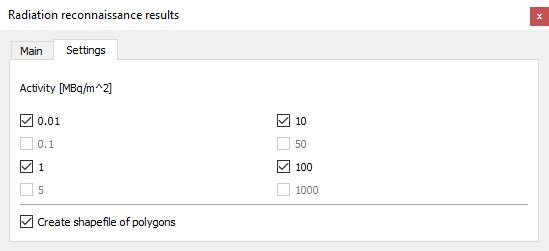 Radiation reconnaissance results
x
Main Settings
Activity [MBq/m^2]
0.01 10
0.1 50
1 100
5 1000
Create shapefile of polygons